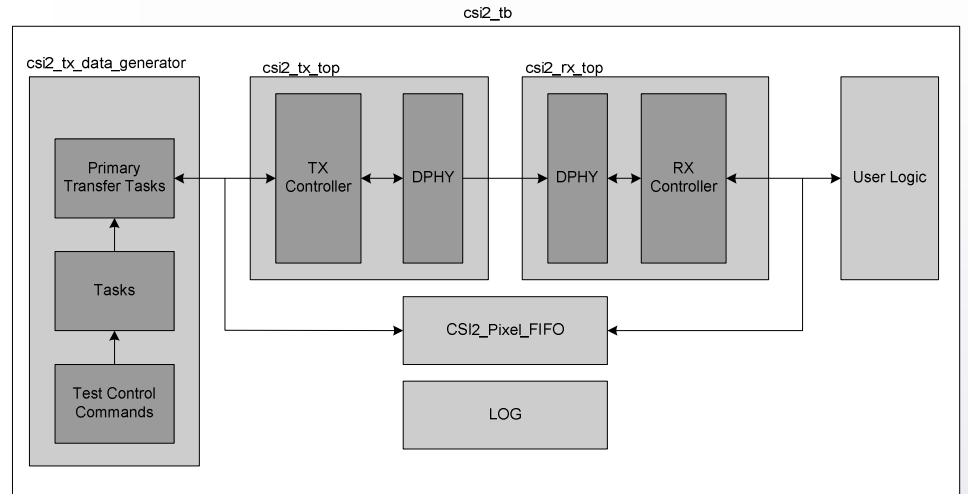 csi2_tb
csi2_tx_data_generator
csi2_tx_top
csi2_rx_top
Primary
Transfer Tasks
TX
Controller
DPHY
DPHY
RX
Controller
User Logic
Tasks
CSI2_Pixel_FIFO
Test Control
Commands
LOG